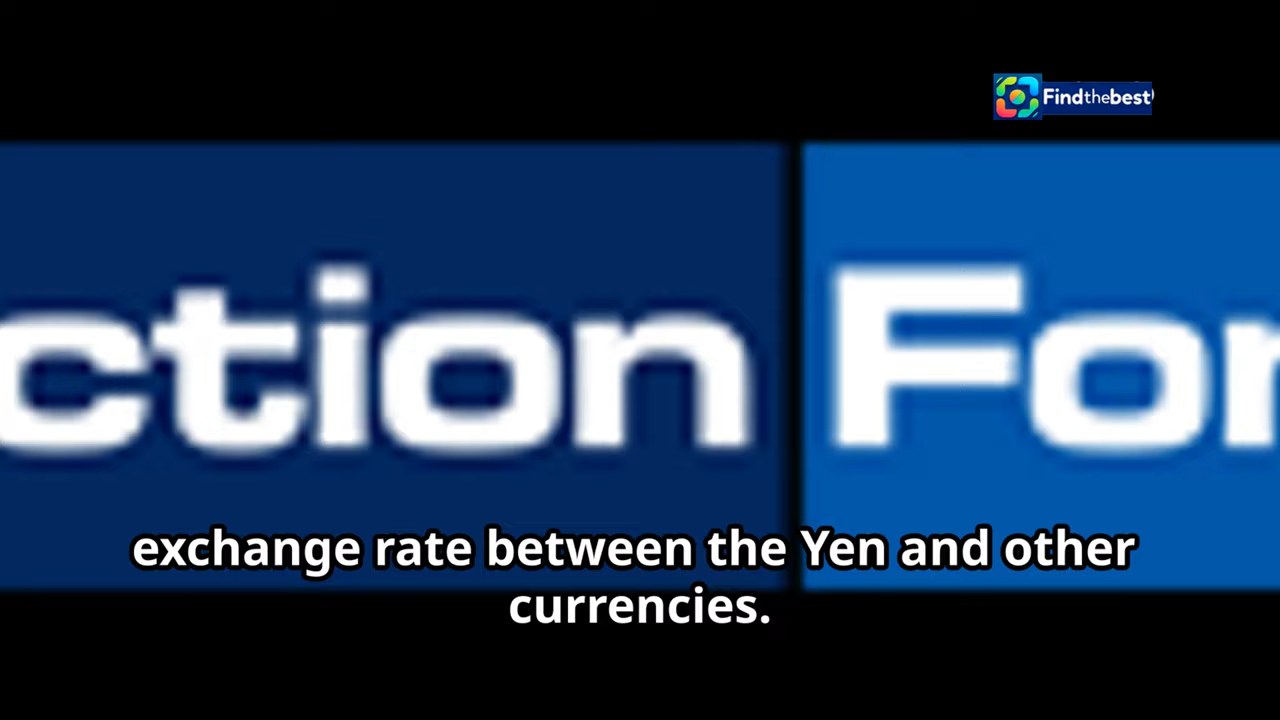 Findthebest
ction For
exchange rate between the Yen and other
currencies.